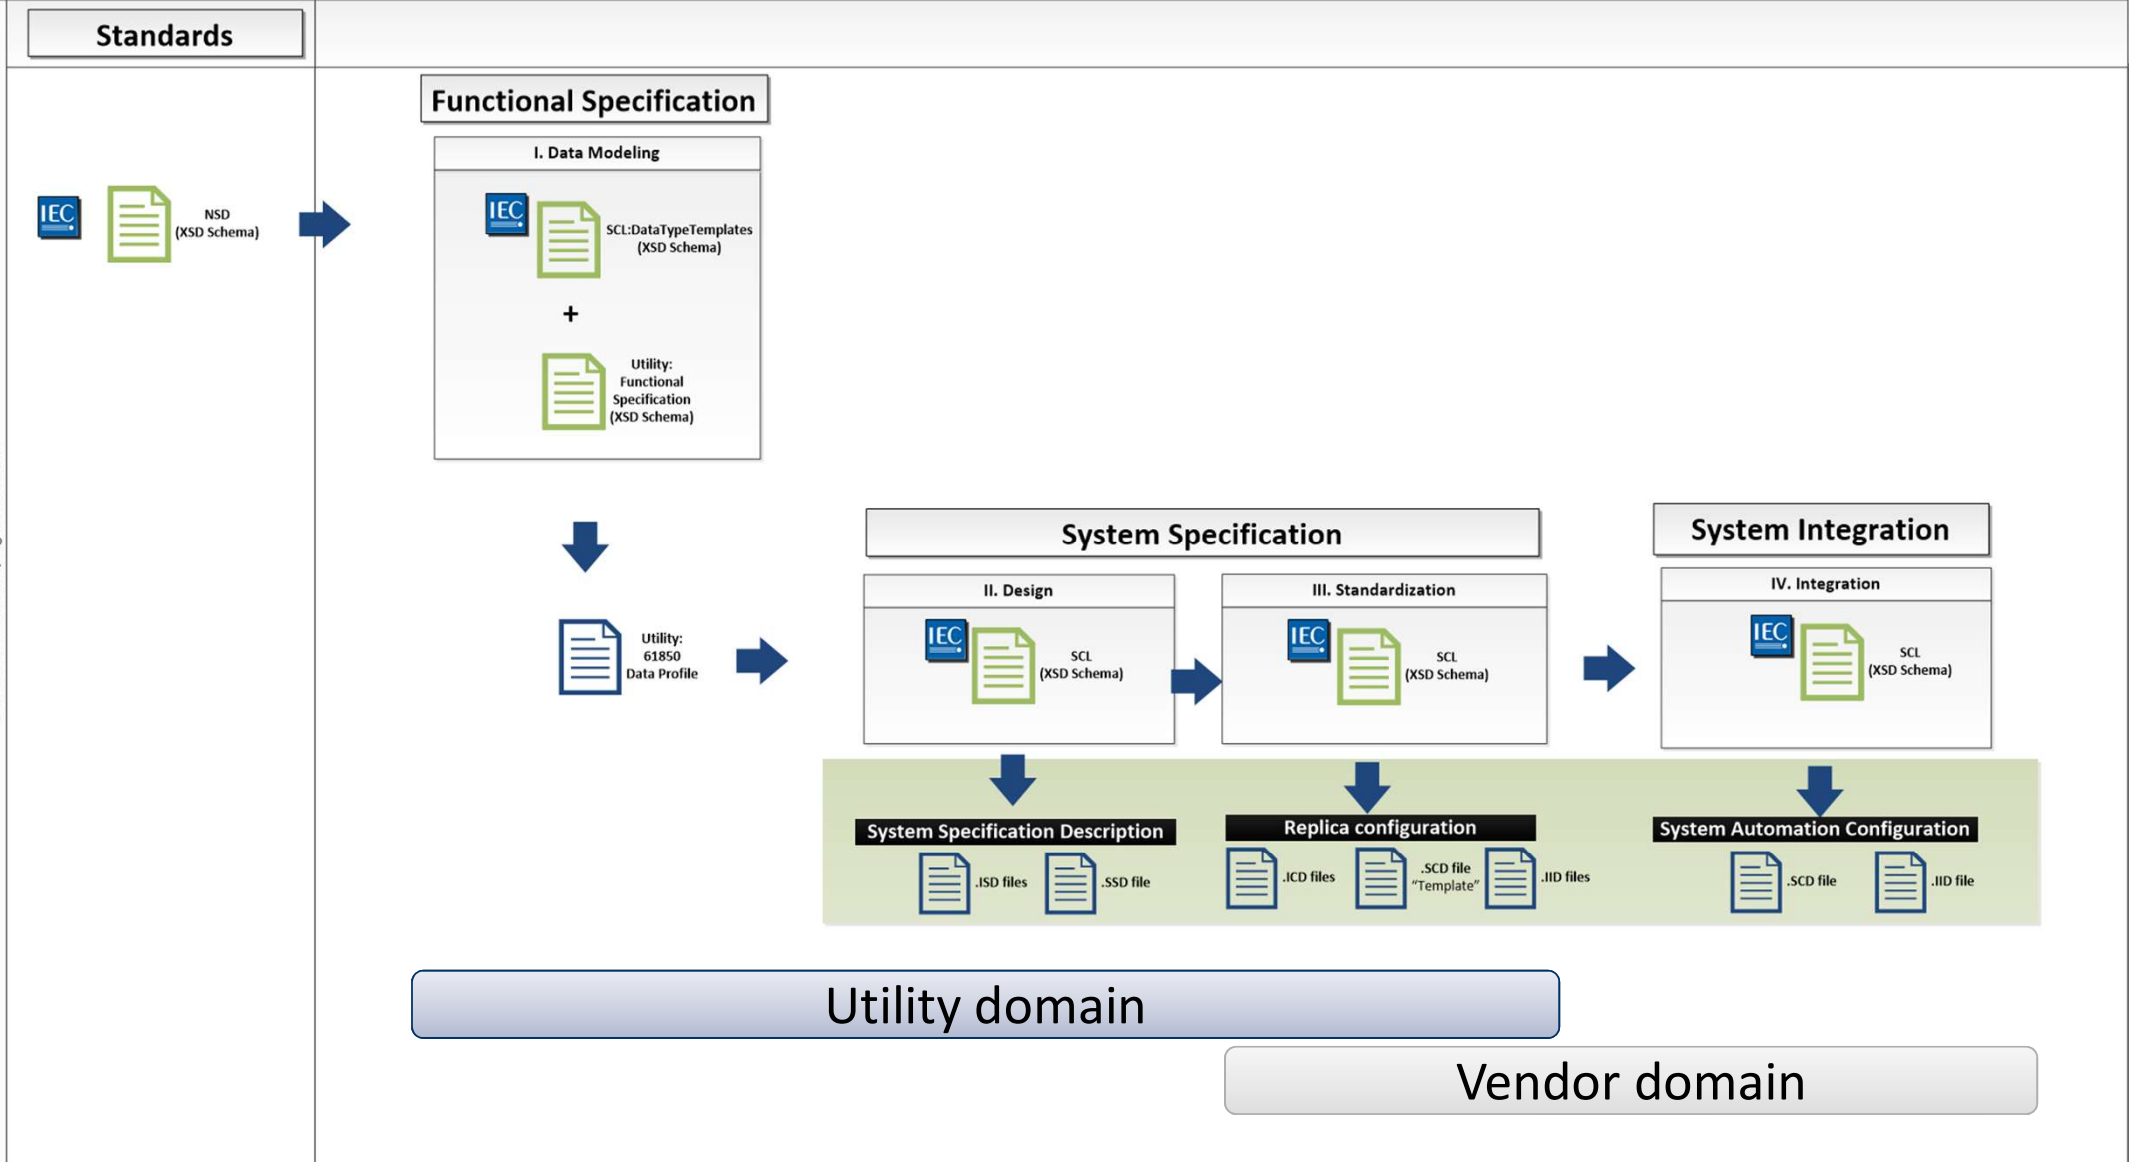 Standards
Functional Specification
I. Data Modeling
IEC
NSD
(XSD Schema)
IEC
SCL:DataTypeTemplates
(XSD Schema)
+
Utility:
Functional
Specification
(XSD Schema)
System Specification
System Integration
II. Design
III. Standardization
IV. Integration
Utility:
61850
Data Profile
IEC
SCL
(XSD Schema)
IEC
SCL
(XSD Schema)
IEC
SCL
(XSD Schema)
System Specification Description
Replica configuration
System Automation Configuration
.ISD files
.SSD file
.ICD files
.SCD file
“Template”
.IID files
.SCD file
.IID file
Utility domain
Vendor domain